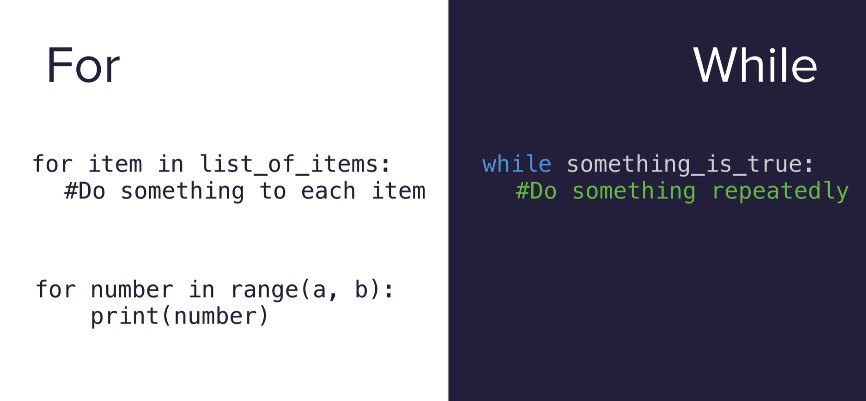 For
for item in list_of_items:
#Do something to each item
for number in range(a, b):
print(number)
While
while something_is_true:
#Do something repeatedly